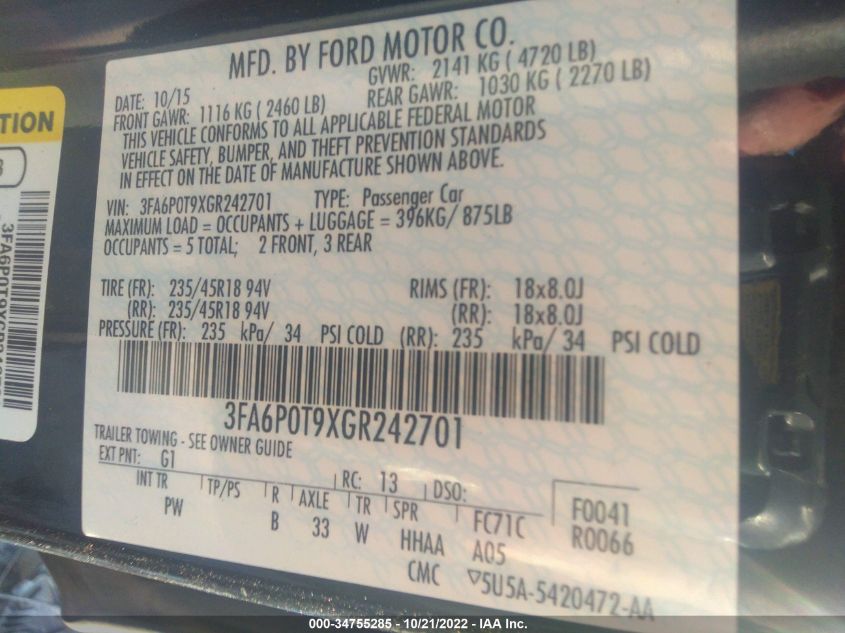 MFD. BY FORD MOTOR CO.
DATE: 10/15 GVWR: 2141 KG ( 4720 LB)
FRONT GAWR: 1116 KG ( 2460 LB) REAR GAWR: 1030 KG ( 2270 LB)
THIS VEHICLE CONFORMS TO ALL APPLICABLE FEDERAL MOTOR
VEHICLE SAFETY, BUMPER, AND THEFT PREVENTION STANDARDS
IN EFFECT ON THE DATE OF MANUFACTURE SHOWN ABOVE.
VIN: 3FA6P0T9XGR242701 TYPE: Passenger Car
MAXIMUM LOAD = OCCUPANTS + LUGGAGE = 396KG/ 875LB
OCCUPANTS = 5 TOTAL; 2 FRONT, 3 REAR
TIRE (FR): 235/45R18 94V RIMS (FR): 18x8.0J
(RR): 235/45R18 94V (RR): 18x8.0J
PRESSURE (FR): 235 kPa/ 34 PSI COLD (RR): 235 kPa/ 34 PSI COLD
3FA6P0T9XGR242701
TRAILER TOWING - SEE OWNER GUIDE
EXT PNT: G1 RC: 13 DSO:
INT TR TP/PS R AXLE TR SPR FC71C F0041
PW B 33 W HHAA A05 R0066
CMC ▽5U5A-5420472-AA
TION
3
000-34755285 - 10/21/2022 - IAA Inc.